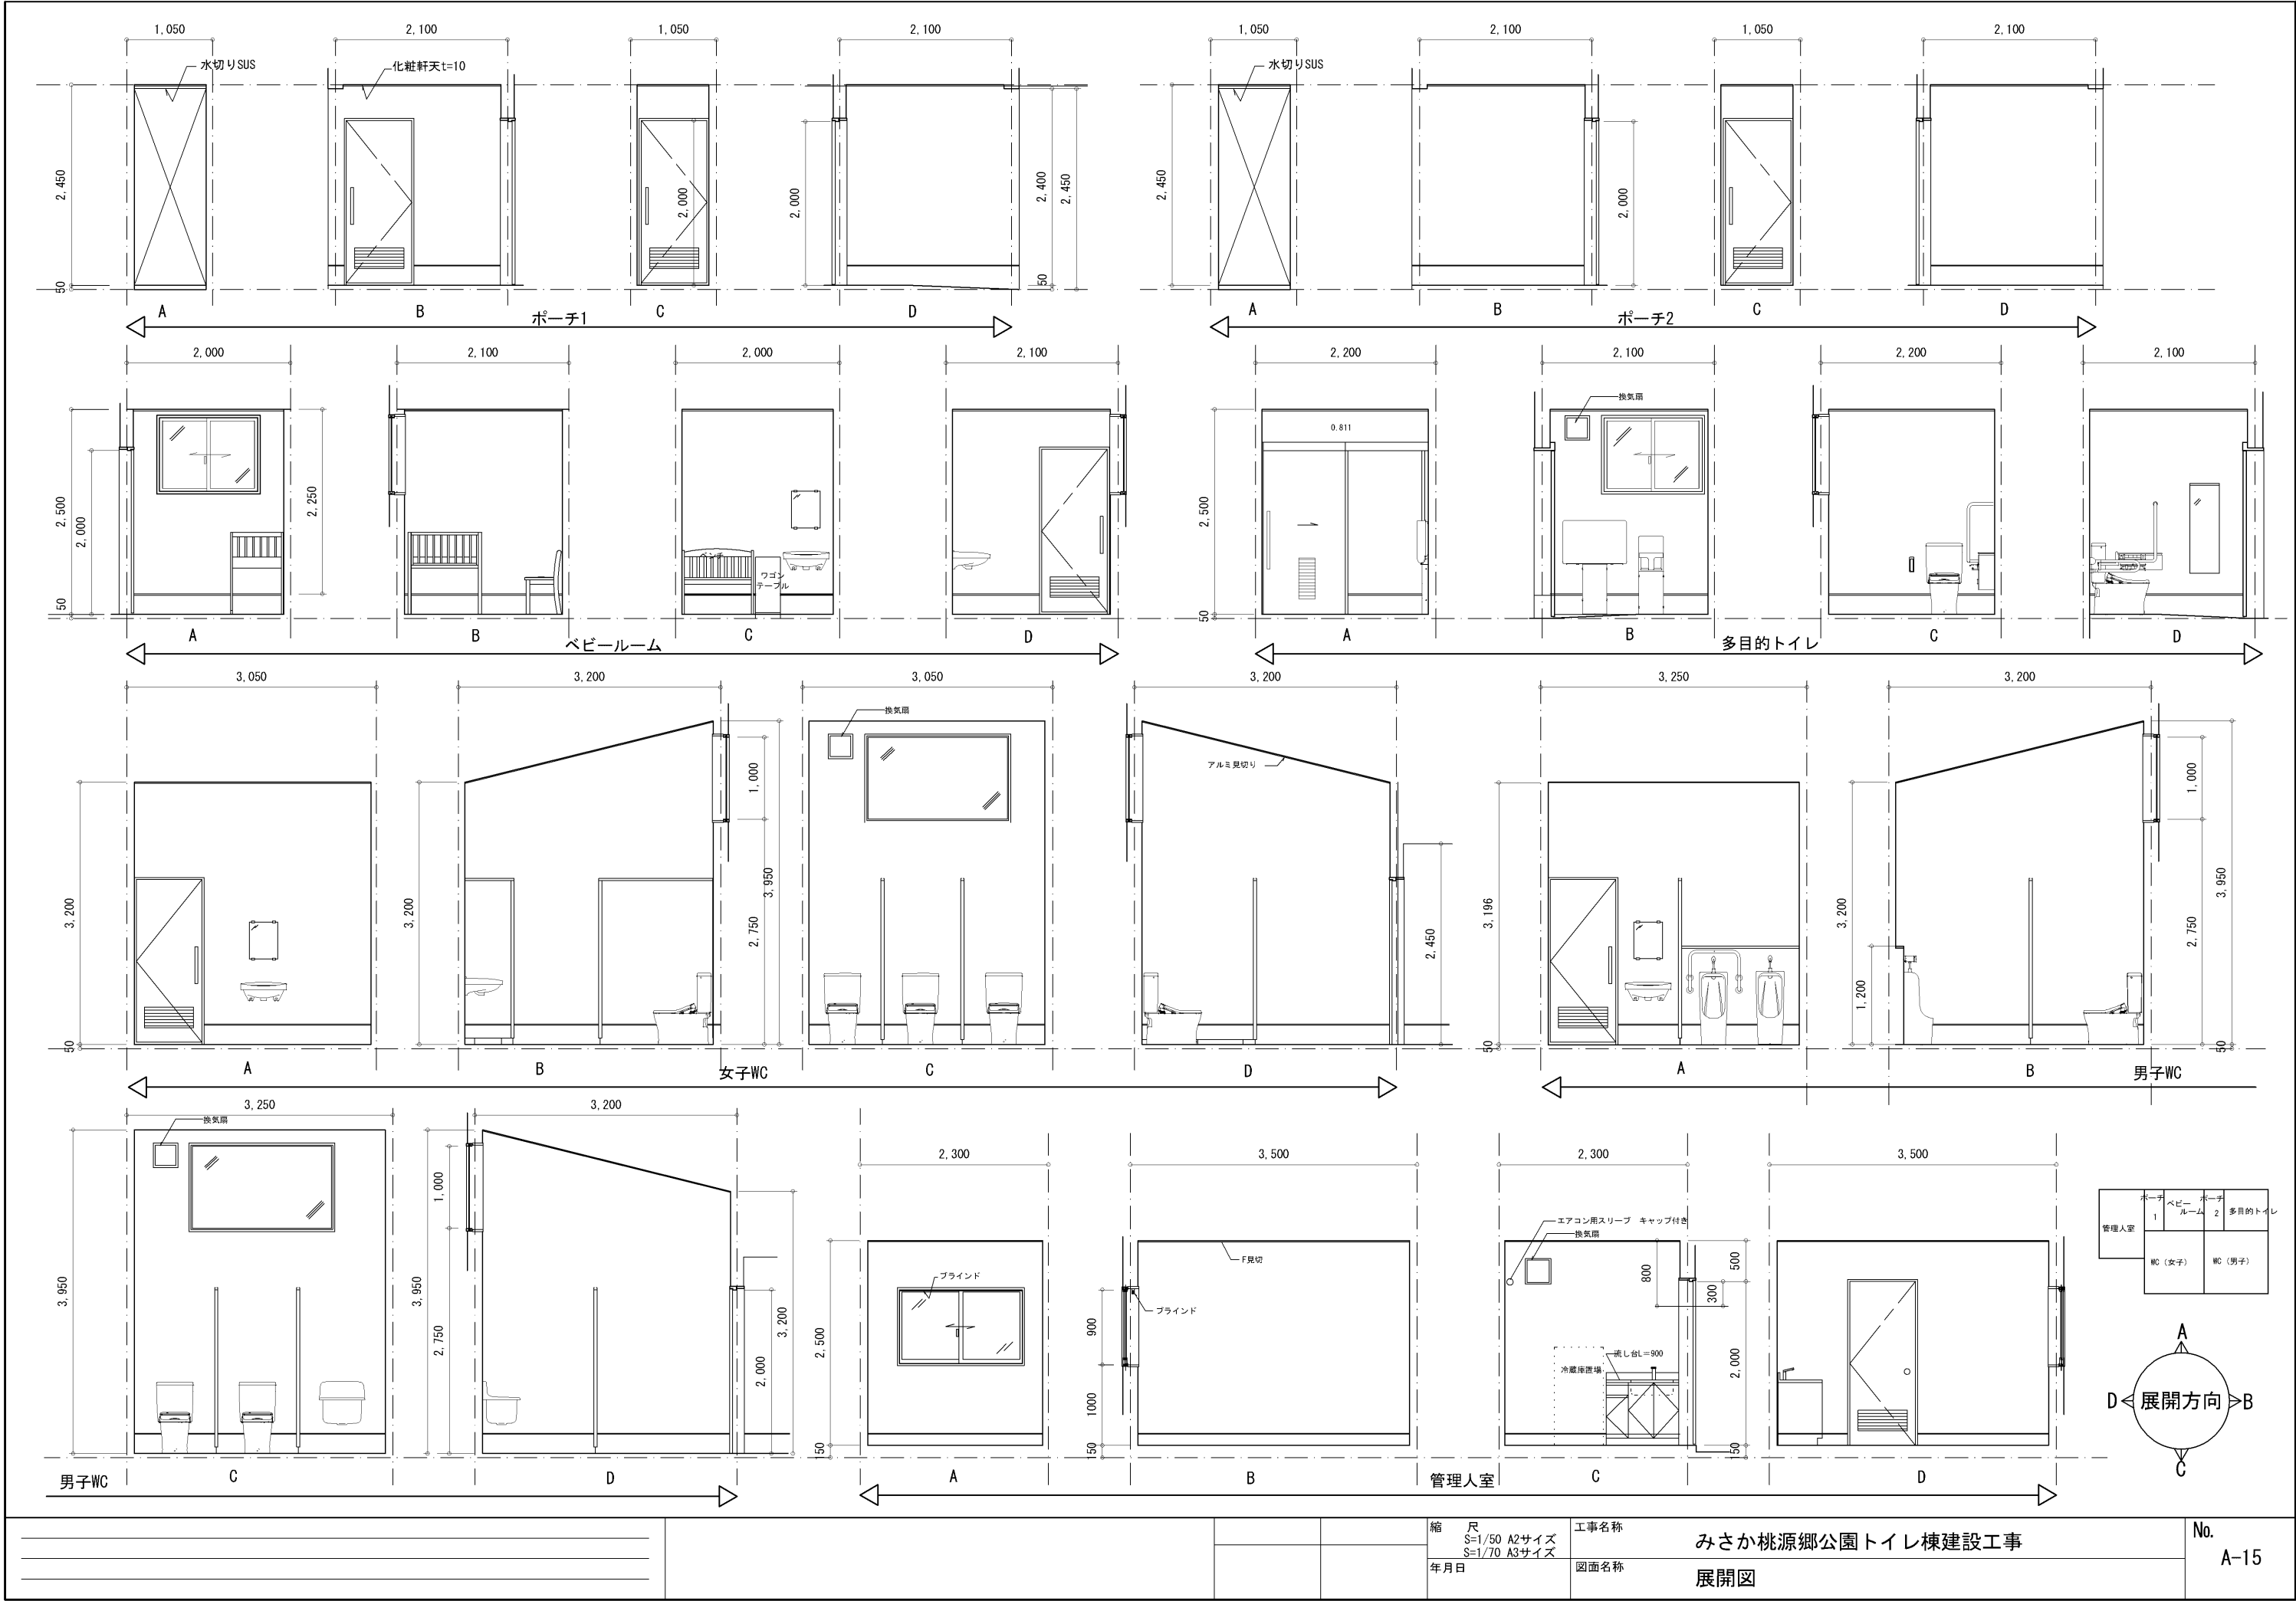 1,050
2,100
1,050
2,100
1,050
2,100
1,050
2,100
水切りSUS
化粧軒天t=10
水切りSUS
2,450
50
2,000
2,000
2,400
2,450
50
2,450
2,000
A
B
C
D
ポーチ1
A
B
C
D
ポーチ2
2,000
2,100
2,000
2,100
2,200
2,100
2,200
2,100
換気扇
0.811
2,500
2,000
50
2,250
ベンチ
ワゴン
テーブル
2,500
50
A
B
C
D
ベビールーム
A
B
C
D
多目的トイレ
3,050
3,200
3,050
3,200
3,250
3,200
換気扇
アルミ見切り
3,200
50
3,200
1,000
2,750
3,950
2,450
3,196
50
3,200
1,200
1,000
2,750
3,950
50
A
B
女子WC
C
D
A
B
男子WC
3,250
3,200
換気扇
3,950
3,950
1,000
2,750
3,200
2,000
2,300
3,500
2,300
3,500
エアコン用スリーブ　キャップ付き
換気扇
F見切
ブラインド
ブラインド
2,500
150
900
1000
150
800
500
300
2,000
150
流し台L=900
冷蔵庫置場
男子WC
C
D
A
B
管理人室
C
D
管理人室
ポーチ
1
ベビー
ルーム
ポーチ
2
多目的トイレ
WC（女子）
WC（男子）
A
D
展開方向
B
C
縮　尺
S=1/50 A2サイズ
S=1/70 A3サイズ
年月日
工事名称
みさか桃源郷公園トイレ棟建設工事
図面名称
展開図
No.
A-15